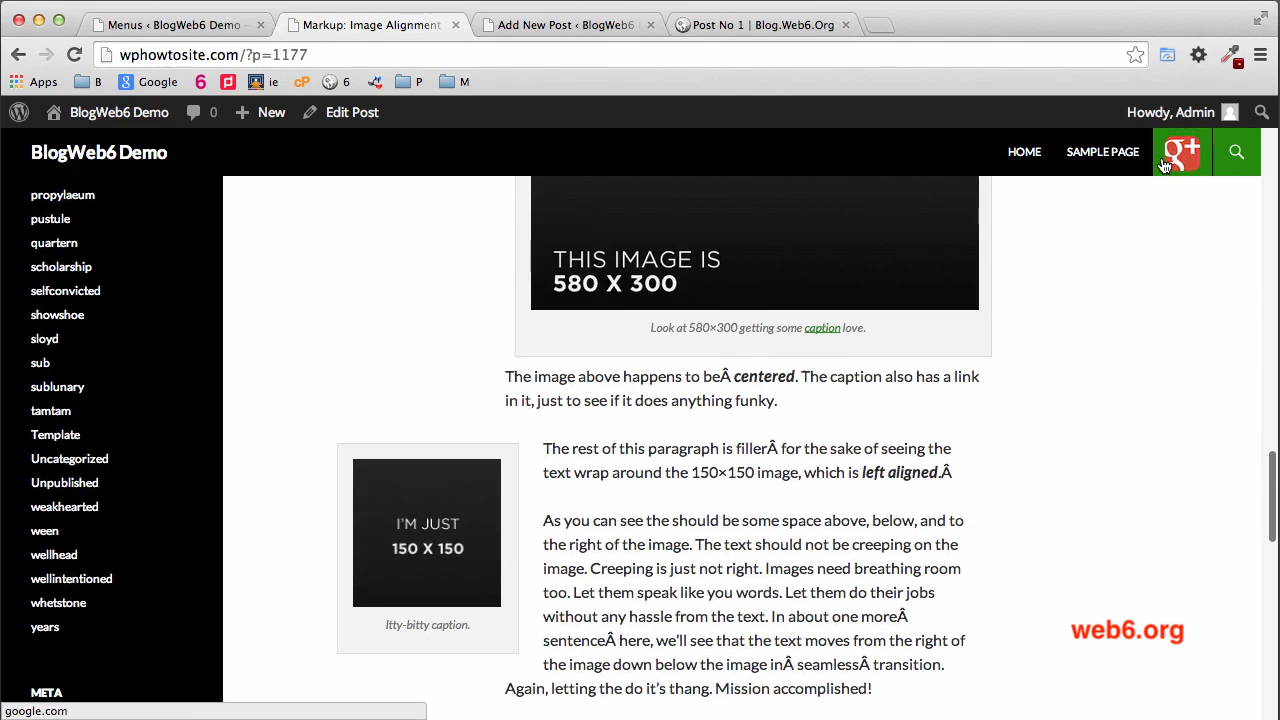 Menus ‹ BlogWeb6 Demo –
Markup: Image Alignment
Add New Post ‹ BlogWeb6
Post No 1 | Blog.Web6.Org
wphowtosite.com/?p=1177
Apps B Google 6 ie cP 6 P M
BlogWeb6 Demo 0 New Edit Post Howdy, Admin
BlogWeb6 Demo
HOME SAMPLE PAGE g+
propylaeum
pustule
quartern
scholarship
selfconvicted
showshoe
sloyd
sub
sublunary
tamtam
Template
Uncategorized
Unpublished
weakhearted
ween
wellhead
wellintentioned
whetstone
years
META
THIS IMAGE IS
580 X 300
Look at 580×300 getting some caption love.
The image above happens to beÂ centered. The caption also has a link
in it, just to see if it does anything funky.
I'M JUST
150 X 150
Itty-bitty caption.
The rest of this paragraph is fillerÂ for the sake of seeing the
text wrap around the 150×150 image, which is left aligned.Â
As you can see the should be some space above, below, and to
the right of the image. The text should not be creeping on the
image. Creeping is just not right. Images need breathing room
too. Let them speak like you words. Let them do their jobs
without any hassle from the text. In about one moreÂ
sentenceÂ here, we'll see that the text moves from the right of
the image down below the image inÂ seamlessÂ transition.
Again, letting the do it's thang. Mission accomplished!
web6.org
google.com